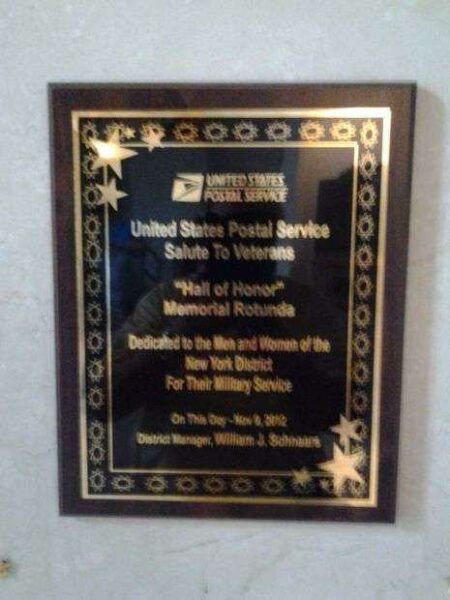 UNITED STATES
POSTAL SERVICE
United States Postal Service
Salute To Veterans
"Hall of Honor"
Memorial Rotunda
Dedicated to the Men and Women of the
New York District
For Their Military Service
On This Day - Nov 9, 2012
District Manager, William J. Schnaars